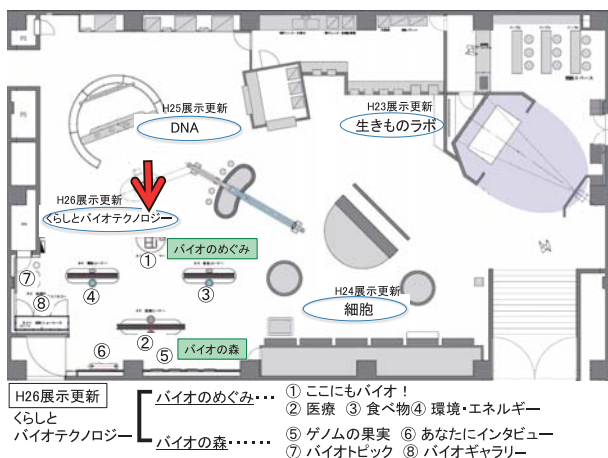 H25展示更新
DNA
H23展示更新
生きものラボ
H26展示更新
くらしとバイオテクノロジー
バイオのめぐみ
①
⑦
④
③
⑧
H24展示更新
細胞
②
バイオの森
⑥
⑤
H26展示更新
くらしと
バイオテクノロジー
バイオのめぐみ… ① ここにもバイオ！
② 医療 ③ 食べ物 ④ 環境・エネルギー
バイオの森…… ⑤ ゲノムの果実 ⑥ あなたにインタビュー
⑦ バイオトピック ⑧ バイオギャラリー